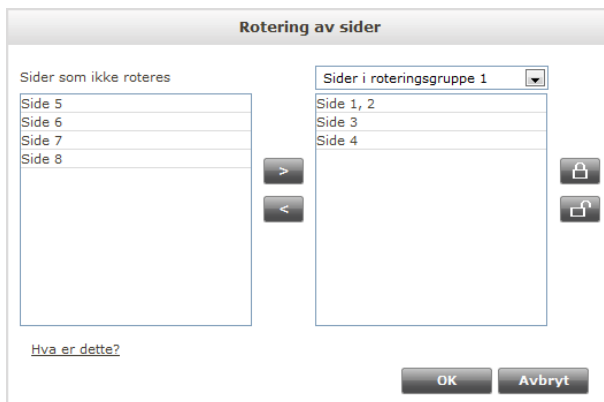 Rotering av sider
Sider som ikke roteres
Sider i roteringsgruppe 1
Side 5
Side 6
Side 7
Side 8
Side 1, 2
Side 3
Side 4
>
<
Hva er dette?
OK
Avbryt